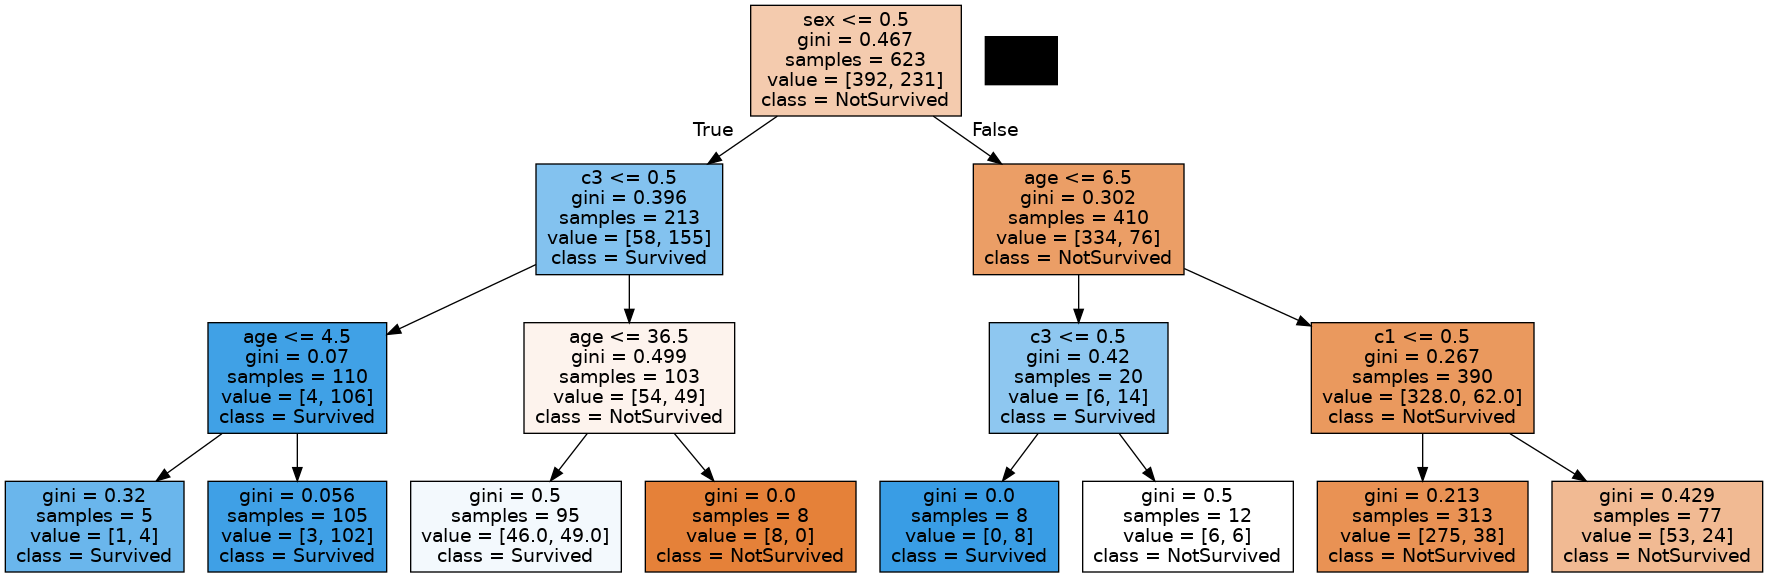 sex <= 0.5
gini = 0.467
samples = 623
value = [392, 231]
class = NotSurvived
True
False
c3 <= 0.5
gini = 0.396
samples = 213
value = [58, 155]
class = Survived
age <= 6.5
gini = 0.302
samples = 410
value = [334, 76]
class = NotSurvived
age <= 4.5
gini = 0.07
samples = 110
value = [4, 106]
class = Survived
age <= 36.5
gini = 0.499
samples = 103
value = [54, 49]
class = NotSurvived
c3 <= 0.5
gini = 0.42
samples = 20
value = [6, 14]
class = Survived
c1 <= 0.5
gini = 0.267
samples = 390
value = [328.0, 62.0]
class = NotSurvived
gini = 0.32
samples = 5
value = [1, 4]
class = Survived
gini = 0.056
samples = 105
value = [3, 102]
class = Survived
gini = 0.5
samples = 95
value = [46.0, 49.0]
class = Survived
gini = 0.0
samples = 8
value = [8, 0]
class = NotSurvived
gini = 0.0
samples = 8
value = [0, 8]
class = Survived
gini = 0.5
samples = 12
value = [6, 6]
class = NotSurvived
gini = 0.213
samples = 313
value = [275, 38]
class = NotSurvived
gini = 0.429
samples = 77
value = [53, 24]
class = NotSurvived